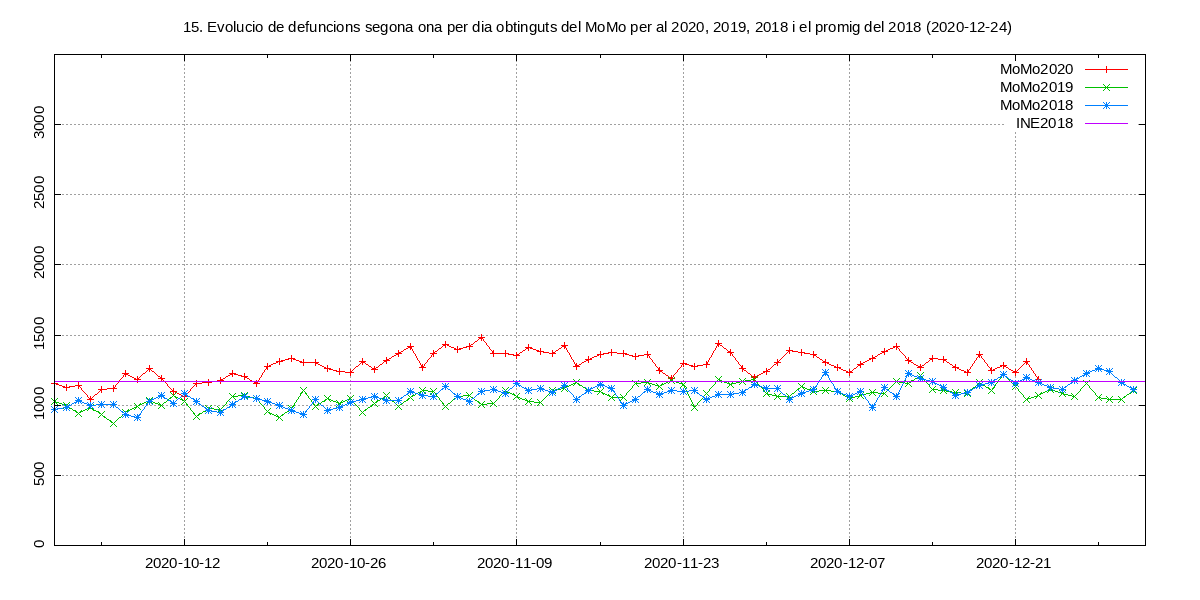 15. Evolucio de defuncions segona ona per dia obtinguts del MoMo per al 2020, 2019, 2018 i el promig del 2018 (2020-12-24)
MoMo2020
MoMo2019
MoMo2018
INE2018
3000
2500
2000
1500
1000
500
0
2020-10-12 2020-10-26 2020-11-09 2020-11-23 2020-12-07 2020-12-21